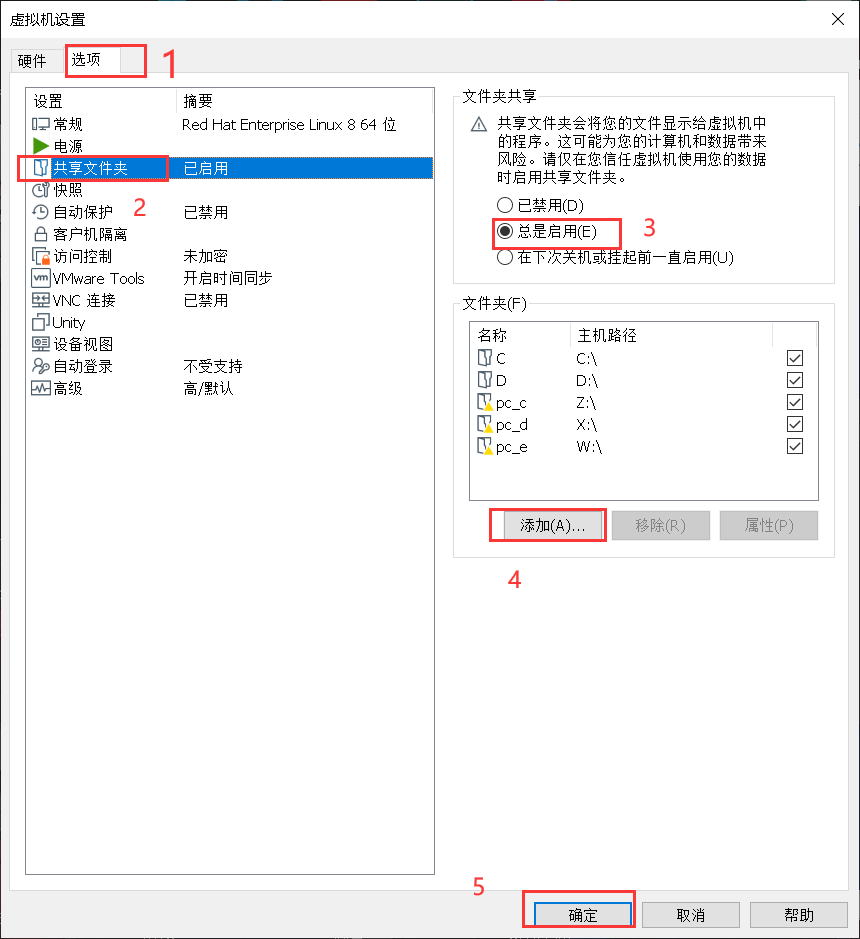 虚拟机设置
硬件 选项 1
设置 摘要
常规 Red Hat Enterprise Linux 8 64 位
电源
共享文件夹 已启用
快照
2
自动保护 已禁用
客户机隔离
访问控制 未加密
vm VMware Tools 开启时间同步
VNC 连接 已禁用
Unity
设备视图
自动登录 不受支持
高级 高/默认
文件夹共享
共享文件夹会将您的文件显示给虚拟机中
的程序。这可能为您的计算机和数据带来
风险。请仅在您信任虚拟机使用您的数据
时启用共享文件夹。
已禁用(D)
总是启用(E) 3
在下次关机或挂起前一直启用(U)
文件夹(F)
名称 主机路径
C C:\
D D:\
pc_c Z:\
pc_d X:\
pc_e W:\
添加(A)... 移除(R) 属性(P)
4
5
确定 取消 帮助